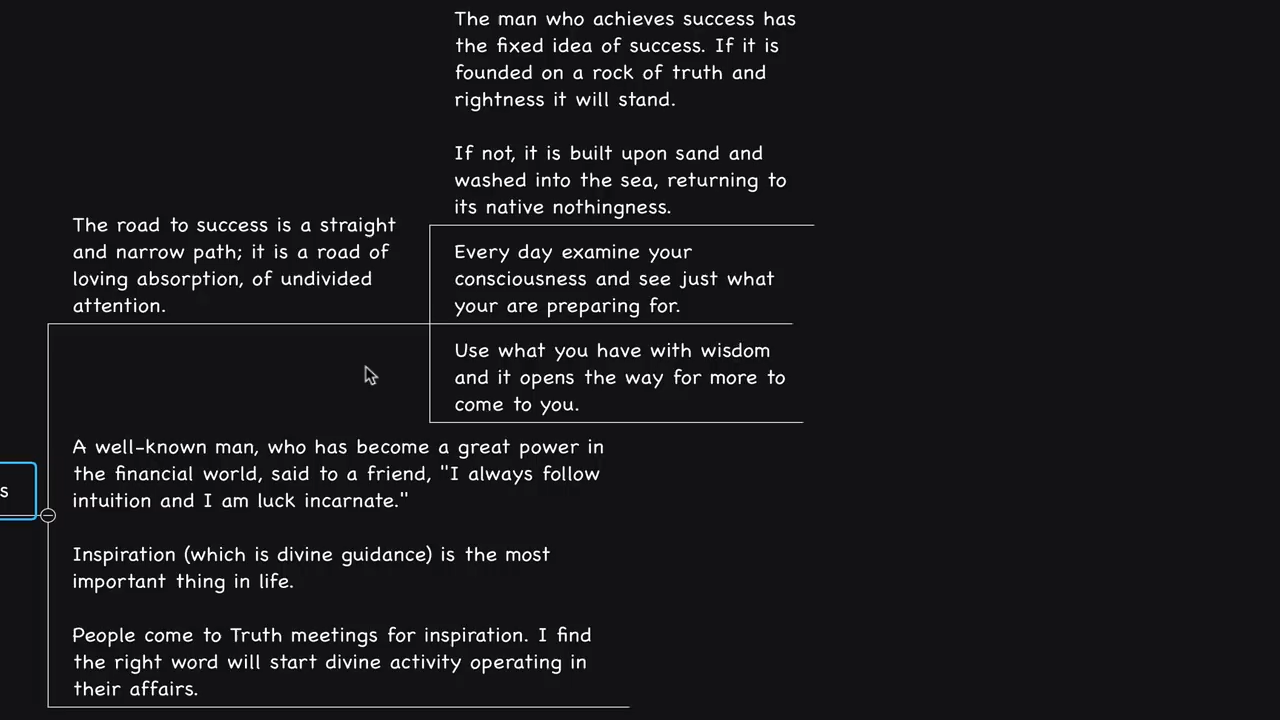 The man who achieves success has
the fixed idea of success. If it is
founded on a rock of truth and
rightness it will stand.
If not, it is built upon sand and
washed into the sea, returning to
its native nothingness.
The road to success is a straight
and narrow path; it is a road of
loving absorption, of undivided
attention.
Every day examine your
consciousness and see just what
your are preparing for.
Use what you have with wisdom
and it opens the way for more to
come to you.
A well-known man, who has become a great power in
the financial world, said to a friend, "I always follow
intuition and I am luck incarnate."
s
Inspiration (which is divine guidance) is the most
important thing in life.
People come to Truth meetings for inspiration. I find
the right word will start divine activity operating in
their affairs.